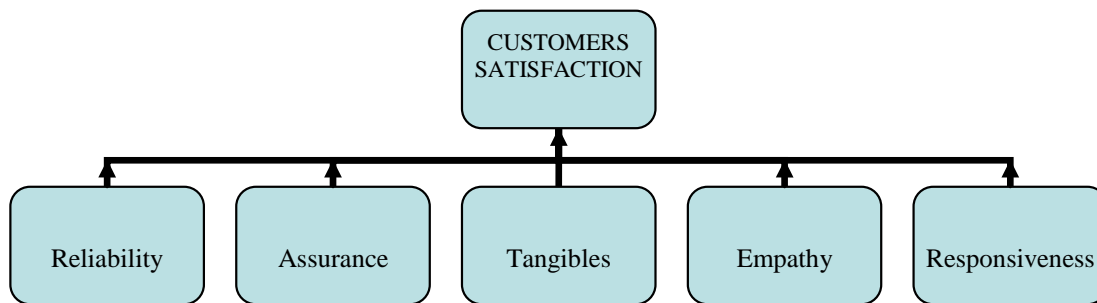 CUSTOMERS
SATISFACTION
Reliability
Assurance
Tangibles
Empathy
Responsiveness